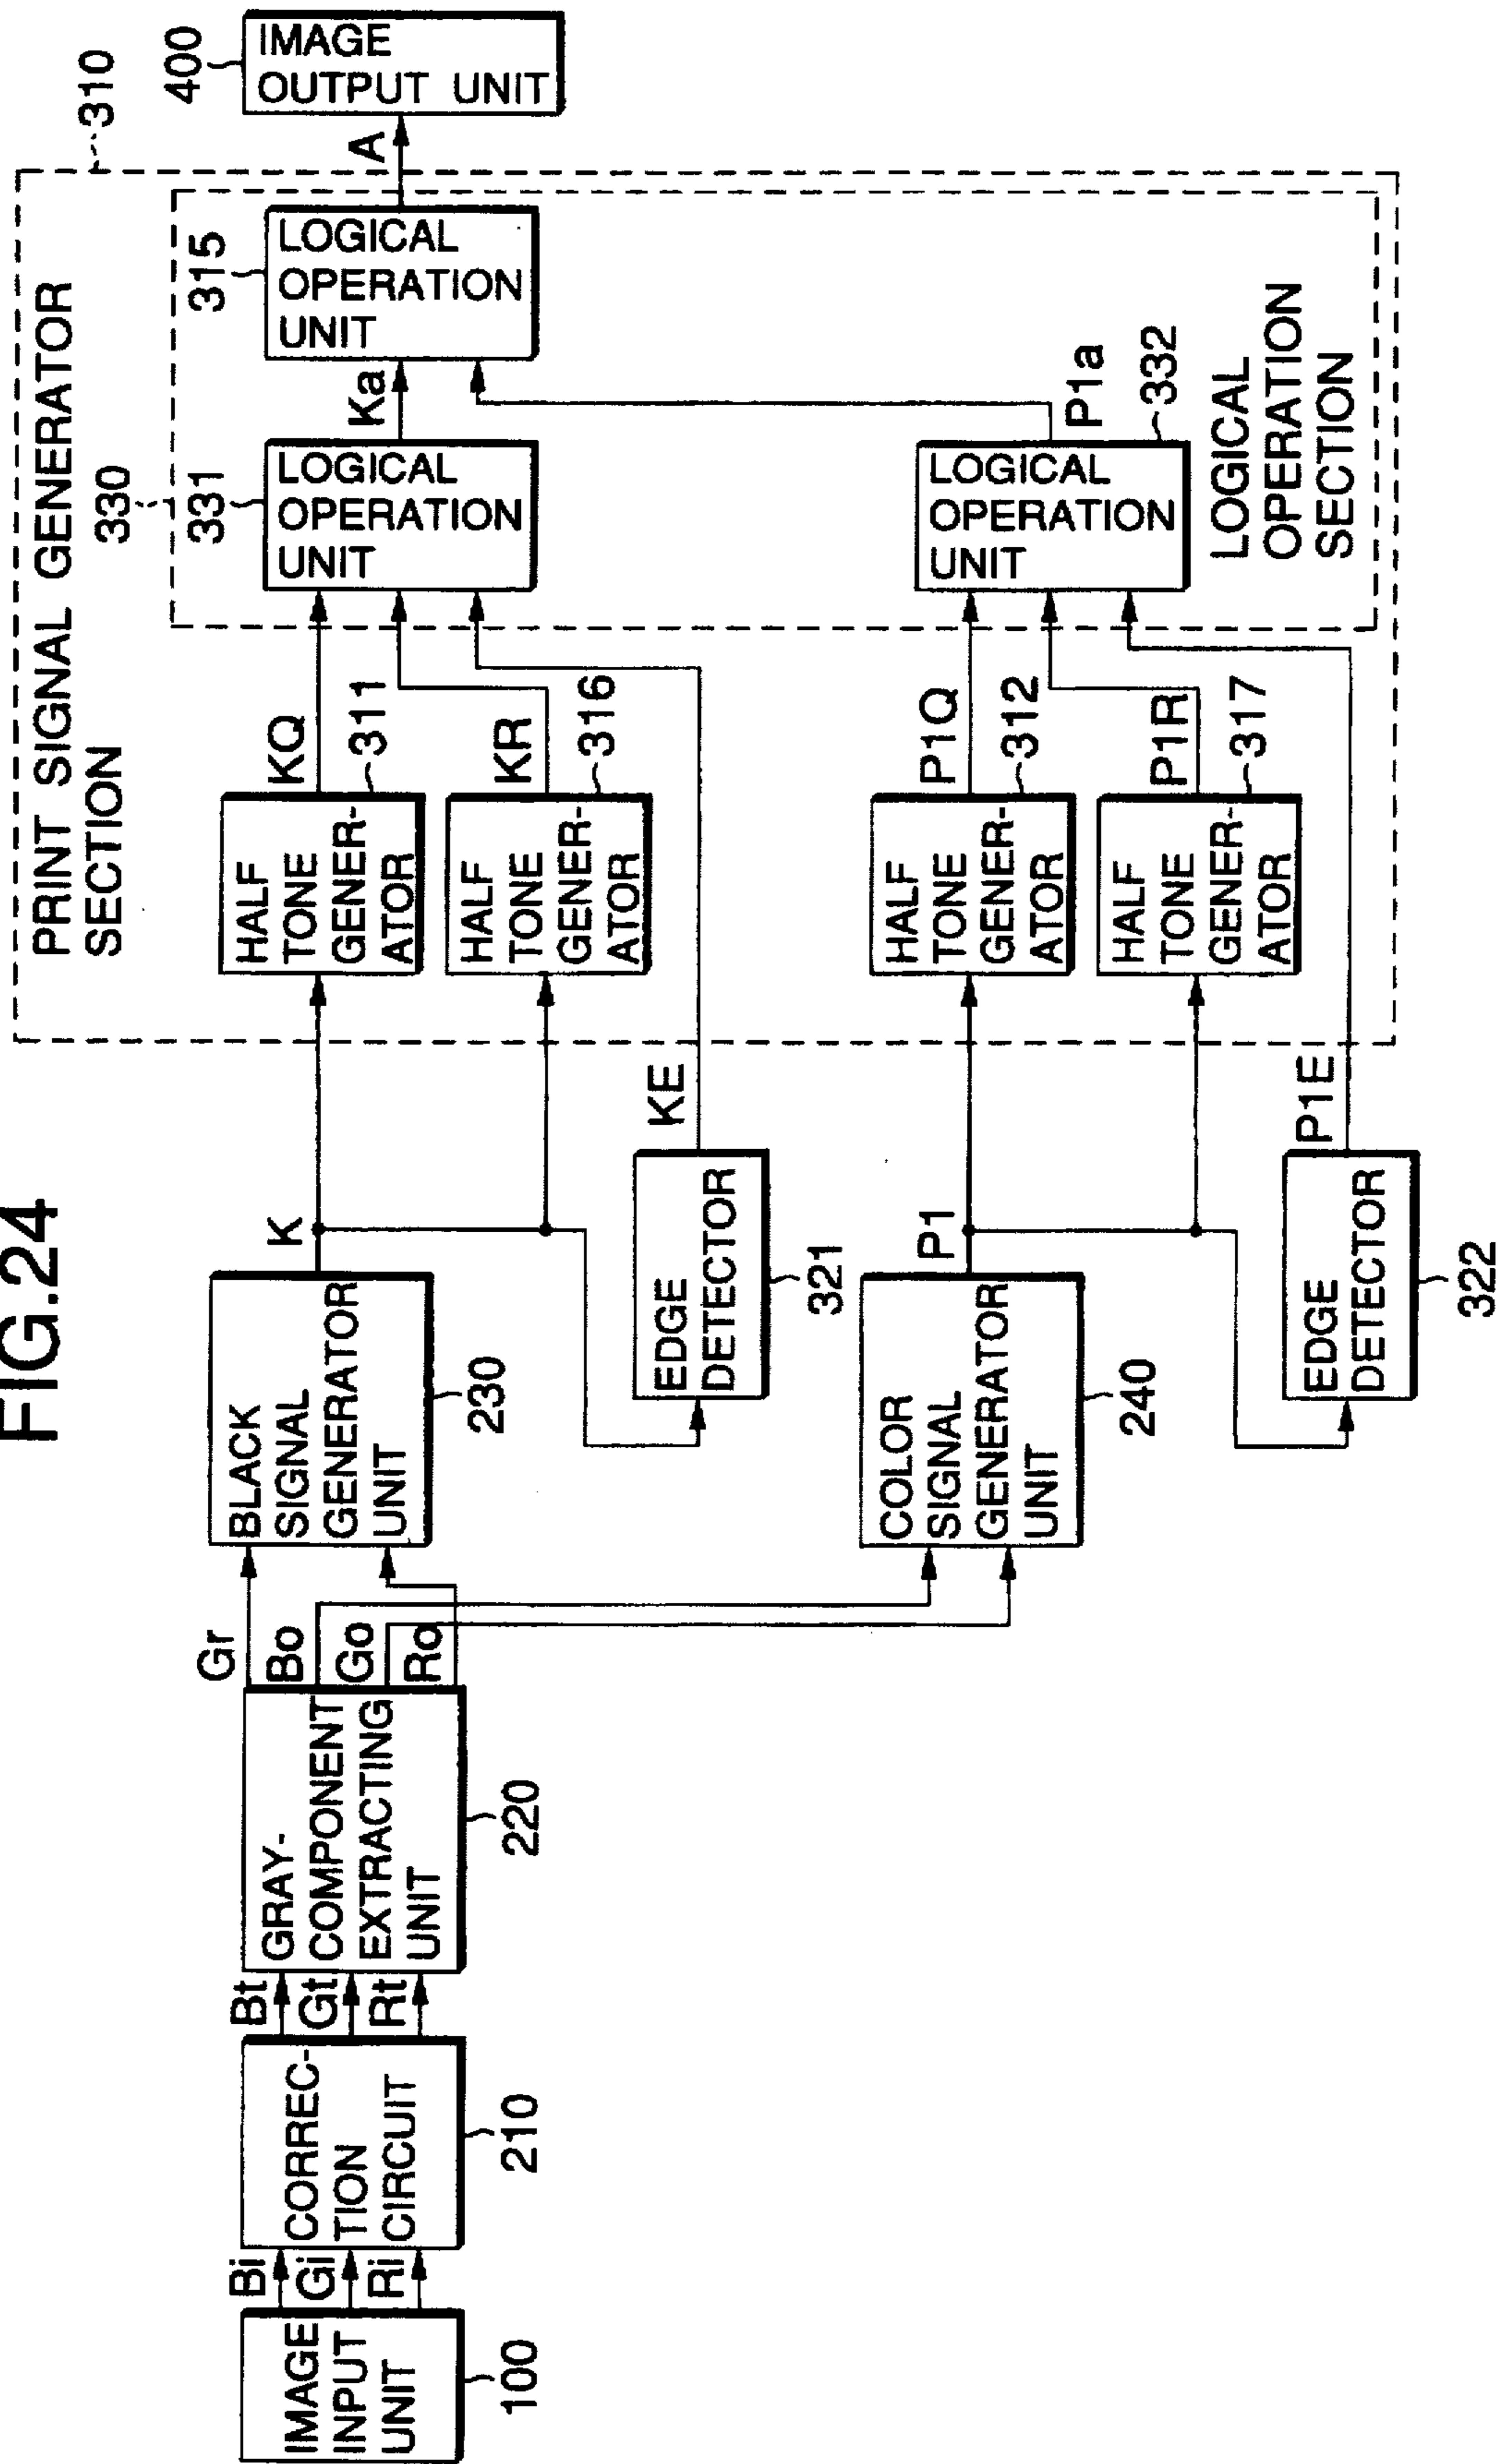 FIG.24
IMAGE
INPUT
UNIT
100
Bi
Gi
Ri
CORREC-
TION
CIRCUIT
210
Bt
Gt
Rt
GRAY-
COMPONENT
EXTRACTING
UNIT
220
Gr
Bo
Go
Ro
BLACK
SIGNAL
GENERATOR
UNIT
230
K
EDGE
DETECTOR
321
KE
COLOR
SIGNAL
GENERATOR
UNIT
240
P1
EDGE
DETECTOR
322
P1E
PRINT SIGNAL GENERATOR
SECTION
310
HALF
TONE
GENER-
ATOR
311
KQ
HALF
TONE
GENER-
ATOR
316
KR
HALF
TONE
GENER-
ATOR
312
P1Q
HALF
TONE
GENER-
ATOR
317
P1R
330
331
LOGICAL
OPERATION
UNIT
Ka
315
LOGICAL
OPERATION
UNIT
LOGICAL
OPERATION
UNIT
332
P1a
LOGICAL
OPERATION
SECTION
A
400
IMAGE
OUTPUT UNIT